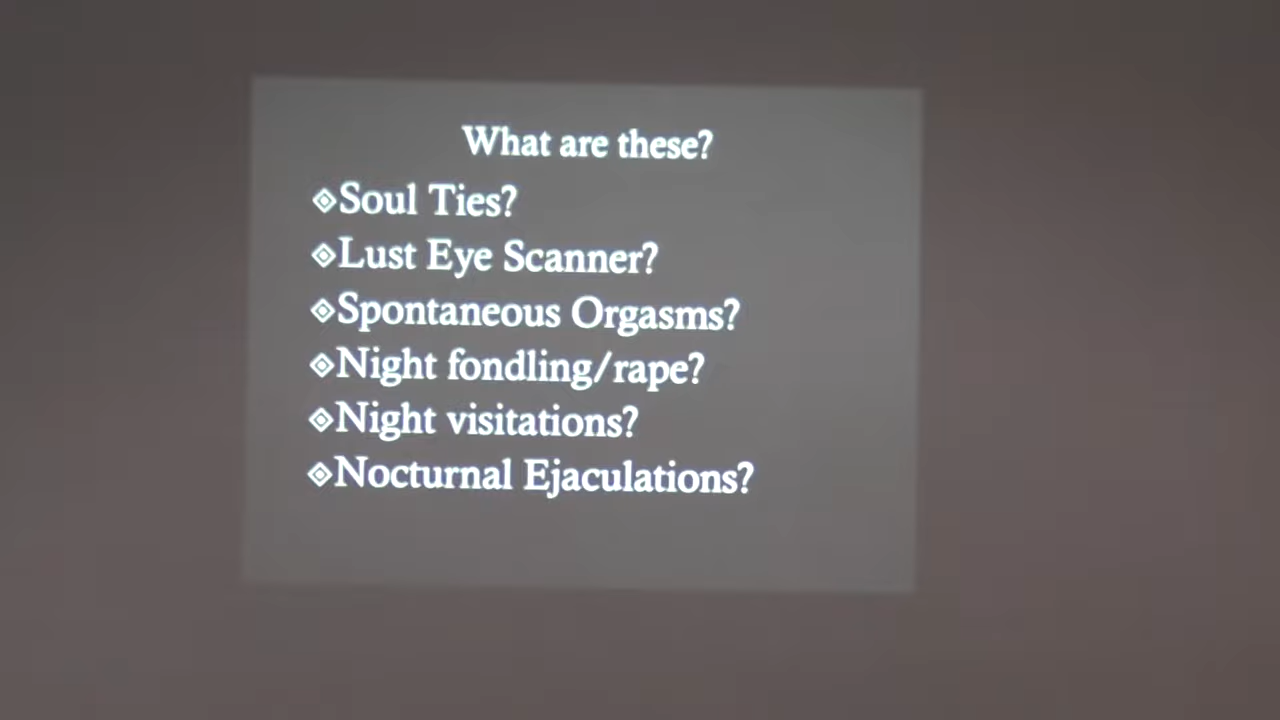 What are these?
Soul Ties?
Lust Eye Scanner?
Spontaneous Orgasms?
Night fondling/rape?
Night visitations?
Nocturnal Ejaculations?